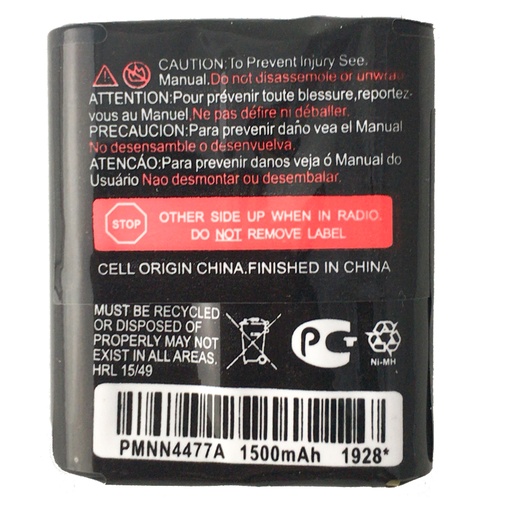 CAUTION:To Prevent Injury See.
Manual.Do not disassemole or unwrap
ATTENTION:Pour prévenir toute blessure,reportez-
vous au Manuel,Ne pas défire ni déballer.
PRECAUCION:Para prevenir daño vea el Manual
No desensamble o desenvuelva.
ATENCÁO:Para prevenir danos veja ó Manual do
Usuário Nao desmontar ou desembalar.
STOP
OTHER SIDE UP WHEN IN RADIO.
DO NOT REMOVE LABEL
CELL ORIGIN CHINA.FINISHED IN CHINA
MUST BE RECYCLED
OR DISPOSED OF
PROPERLY MAY NOT
EXIST IN ALL AREAS.
HRL 15/49
PC
Ni-MH
PMNN4477A 1500mAh 1928*